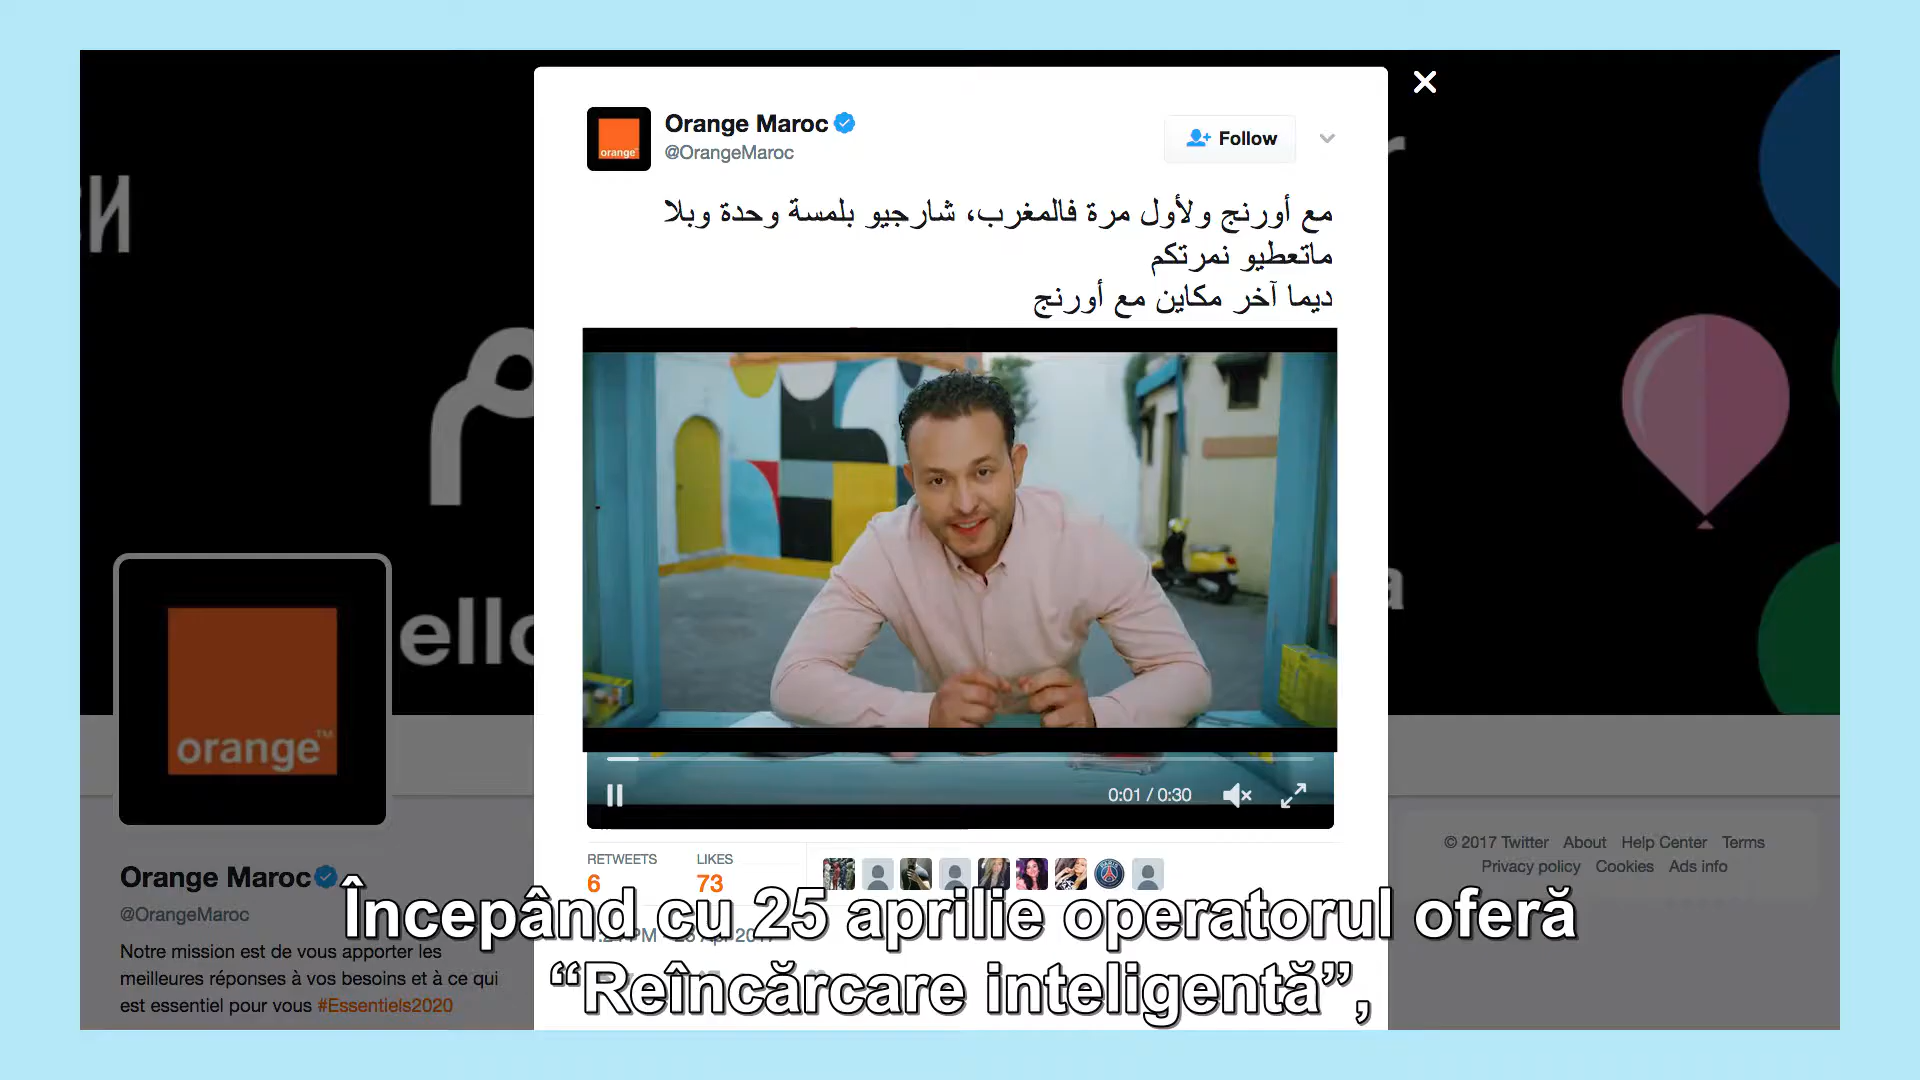 Orange Maroc
@OrangeMaroc
Follow
مع أورنج ولأول مرة فالمغرب، شارجيو بلمسة وحدة وبلا
ماتعطيو نمرتكم
ديما آخر مكاين مع أورنج
orange
0:01 / 0:30
RETWEETS
6
LIKES
73
orange™
Orange Maroc
@OrangeMaroc
Notre mission est de vous apporter les
meilleures réponses à vos besoins et à ce qui
est essentiel pour vous #Essentiels2020
© 2017 Twitter About Help Center Terms
Privacy policy Cookies Ads info
Începând cu 25 aprilie operatorul oferă
“Reîncărcare inteligentă”,